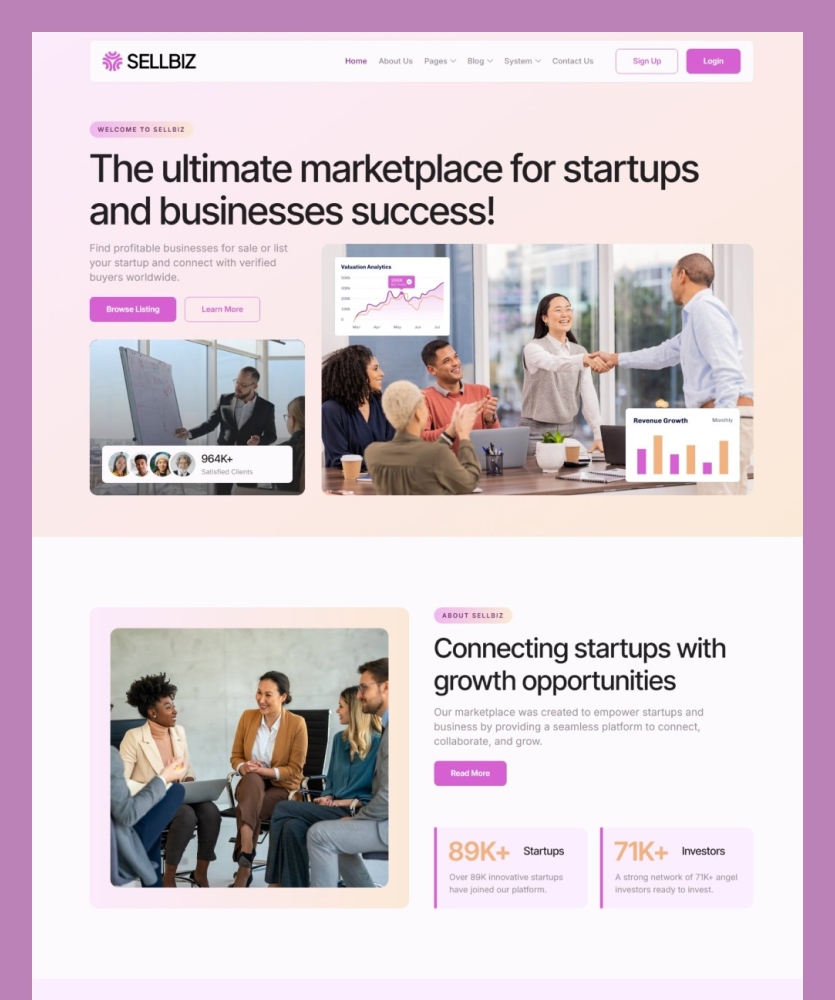 SELLBIZ
Home About Us Pages Blog System Contact Us Sign Up Login
WELCOME TO SELLBIZ
The ultimate marketplace for startups
and businesses success!
Find profitable businesses for sale or list
your startup and connect with verified
buyers worldwide.
Browse Listing Learn More
964K+
Satisfied Clients
Valuation Analytics
Mar Apr May Jun Jul
Revenue Growth Monthly
ABOUT SELLBIZ
Connecting startups with
growth opportunities
Our marketplace was created to empower startups and
business by providing a seamless platform to connect,
collaborate, and grow.
Read More
89K+ Startups
Over 89K innovative startups
have joined our platform.
71K+ Investors
A strong network of 71K+ angel
investors ready to invest.